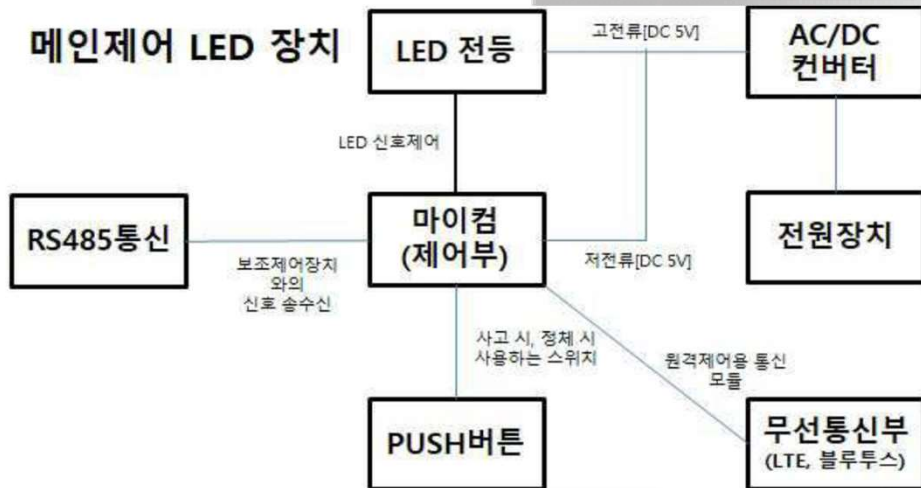 메인제어 LED 장치
LED 전등
고전류[DC 5V]
AC/DC
컨버터
LED 신호제어
RS485통신
마이컴
(제어부)
전원장치
보조제어장치
와의
신호 송수신
저전류[DC 5V]
사고 시, 정체 시
사용하는 스위치
원격제어용 통신
모듈
PUSH버튼
무선통신부
(LTE, 블루투스)